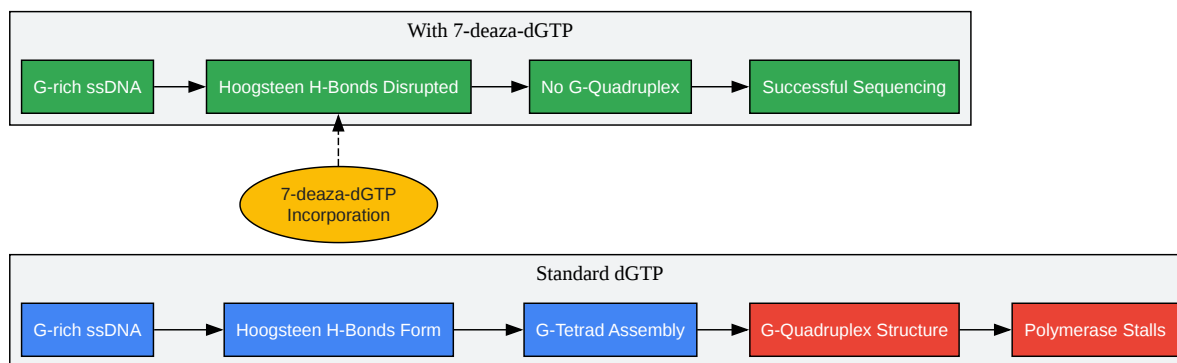 With 7-deaza-dGTP
G-rich ssDNA
Hoogsteen H-Bonds Disrupted
No G-Quadruplex
Successful Sequencing
7-deaza-dGTP
Incorporation
Standard dGTP
G-rich ssDNA
Hoogsteen H-Bonds Form
G-Tetrad Assembly
G-Quadruplex Structure
Polymerase Stalls